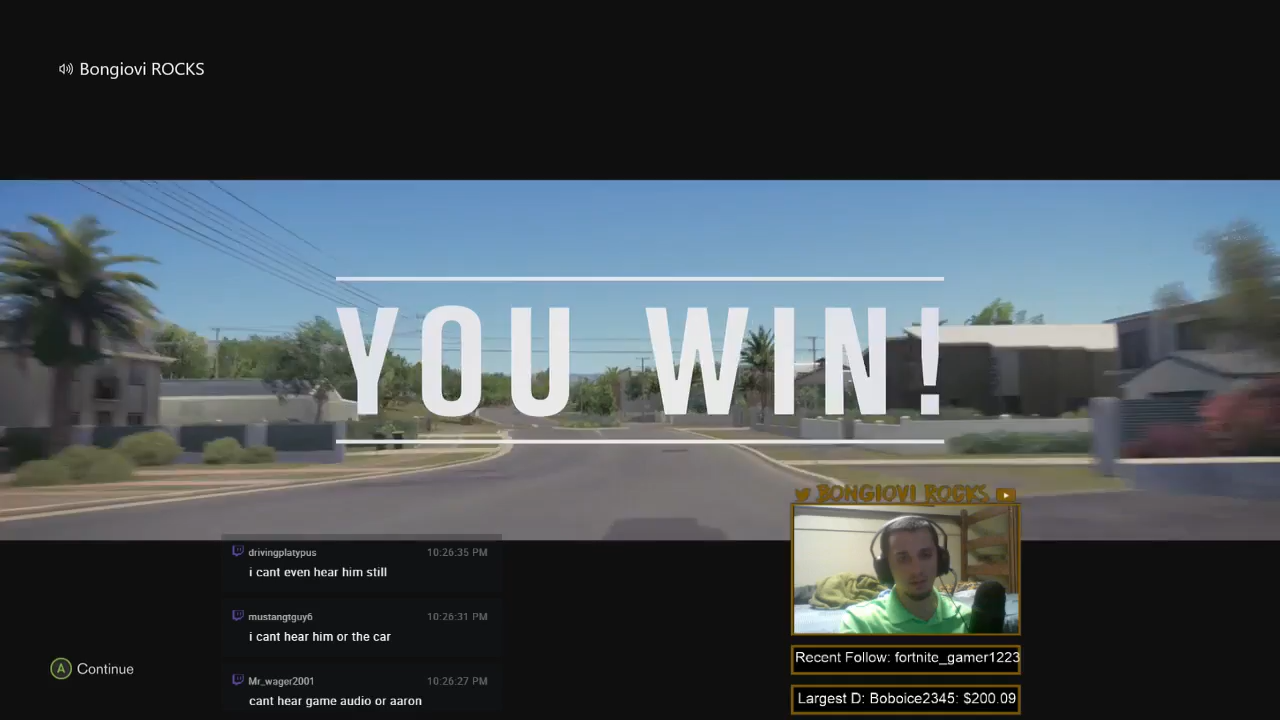 Bongiovi ROCKS
YOU WIN!
BONGIOVI ROCKS
drivingplatypus 10:26:35 PM
i cant even hear him still
mustangtguy6 10:26:31 PM
i cant hear him or the car
Mr_wager2001 10:26:27 PM
cant hear game audio or aaron
A Continue
Recent Follow: fortnite_gamer1223
Largest D: Boboice2345: $200.09